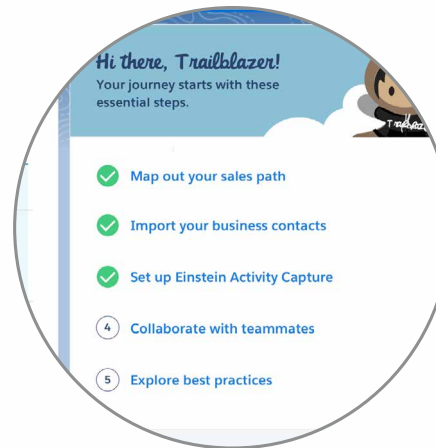 Hi there, Trailblazer!
Your journey starts with these
essential steps.
Map out your sales path
Import your business contacts
Set up Einstein Activity Capture
4 Collaborate with teammates
5 Explore best practices